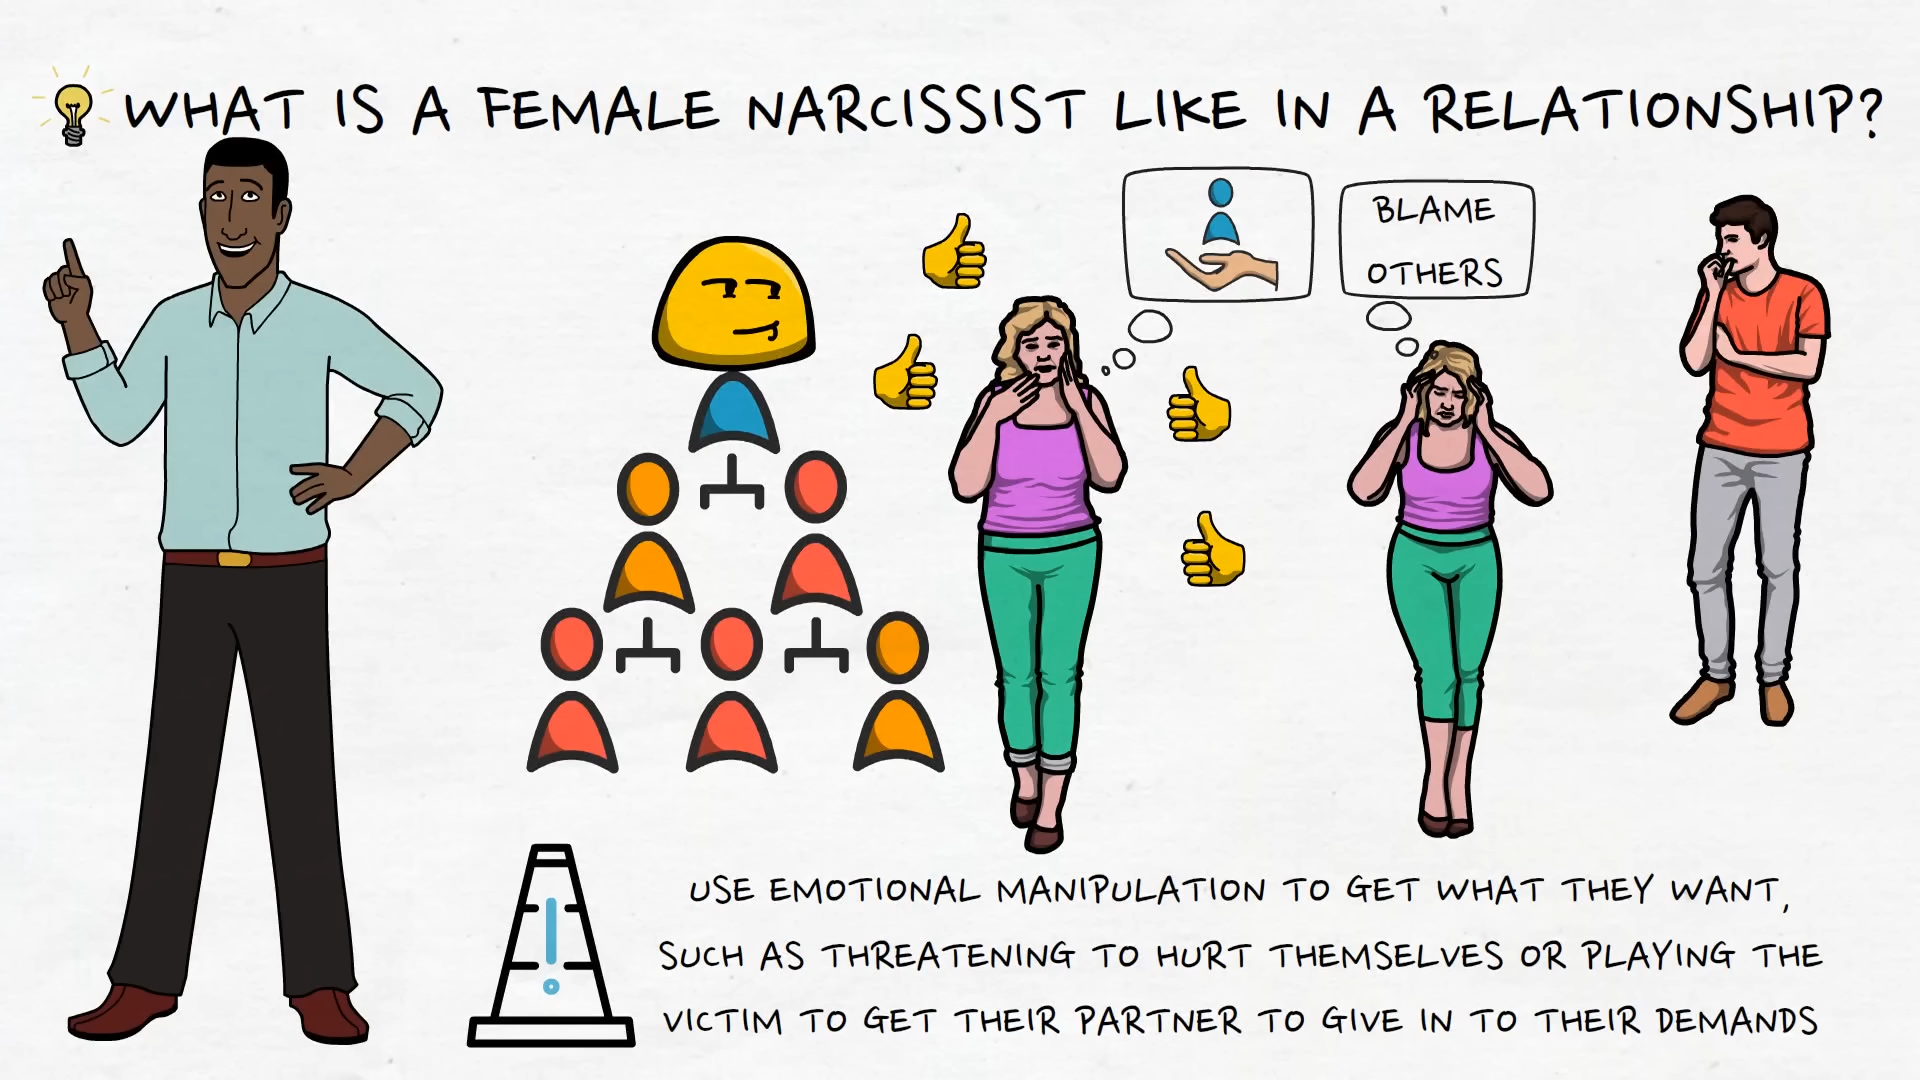 WHAT IS A FEMALE NARCISSIST LIKE IN A RELATIONSHIP?
BLAME
OTHERS
USE EMOTIONAL MANIPULATION TO GET WHAT THEY WANT,
SUCH AS THREATENING TO HURT THEMSELVES OR PLAYING THE
VICTIM TO GET THEIR PARTNER TO GIVE IN TO THEIR DEMANDS